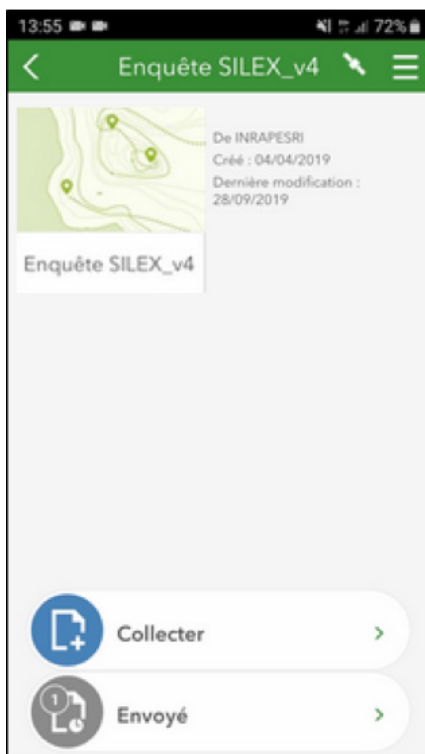 13:55 72%
Enquête SILEX_v4
De INRAPESRI
Créé : 04/04/2019
Dernière modification :
28/09/2019
Enquête SILEX_v4
Collecter
1
Envoyé